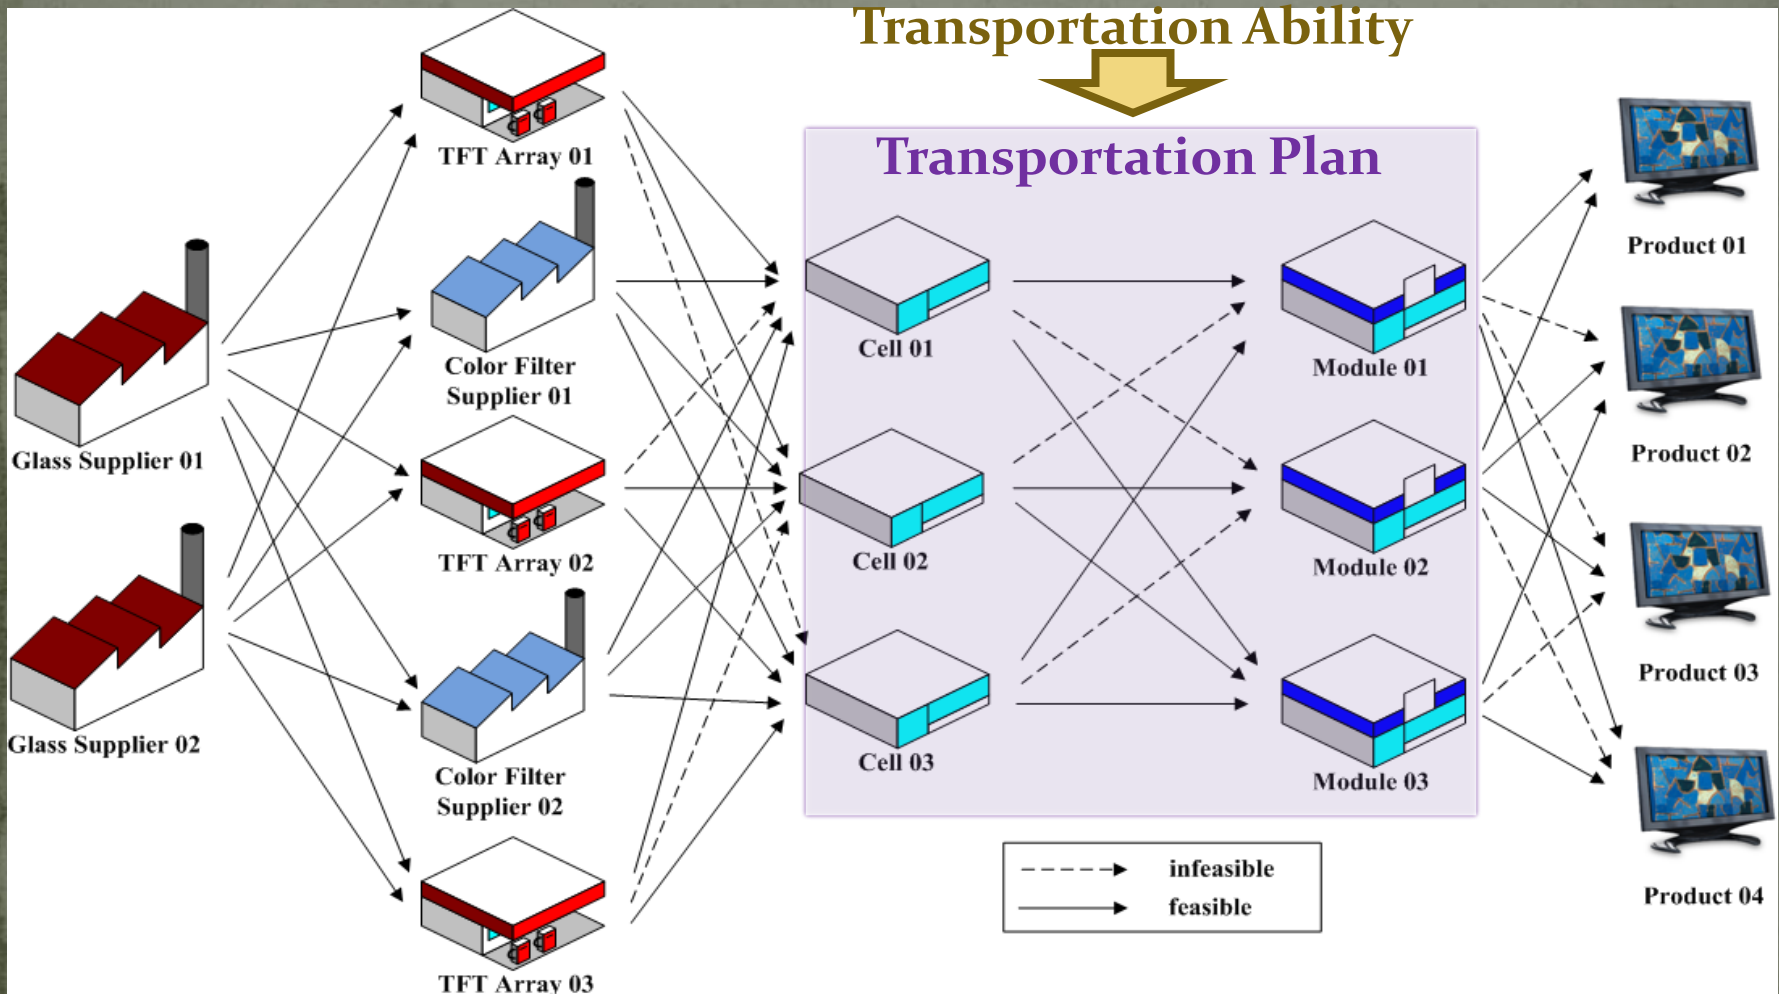 Transportation Ability
Transportation Plan
TFT Array 01
Color Filter
Supplier 01
Glass Supplier 01
TFT Array 02
Glass Supplier 02
Color Filter
Supplier 02
TFT Array 03
Cell 01
Cell 02
Cell 03
Module 01
Module 02
Module 03
Product 01
Product 02
Product 03
Product 04
infeasible
feasible